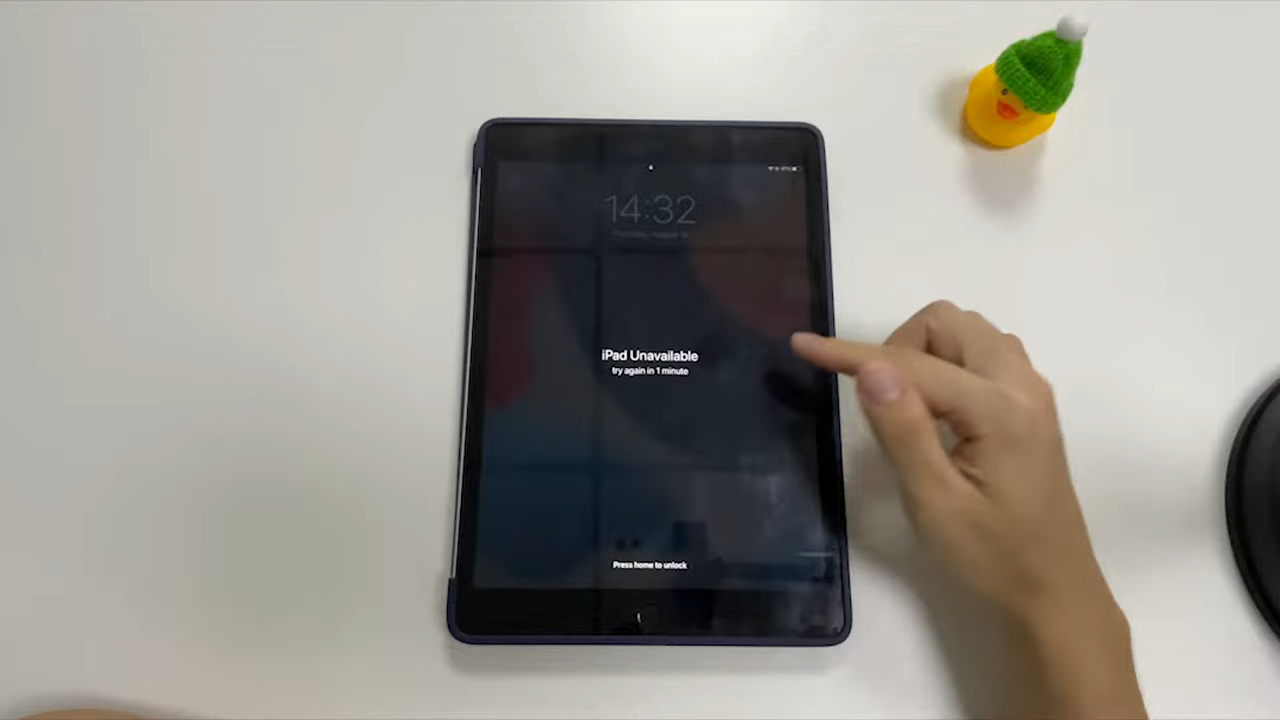 14:32
iPad Unavailable
try again in 1 minute
Press home to unlock